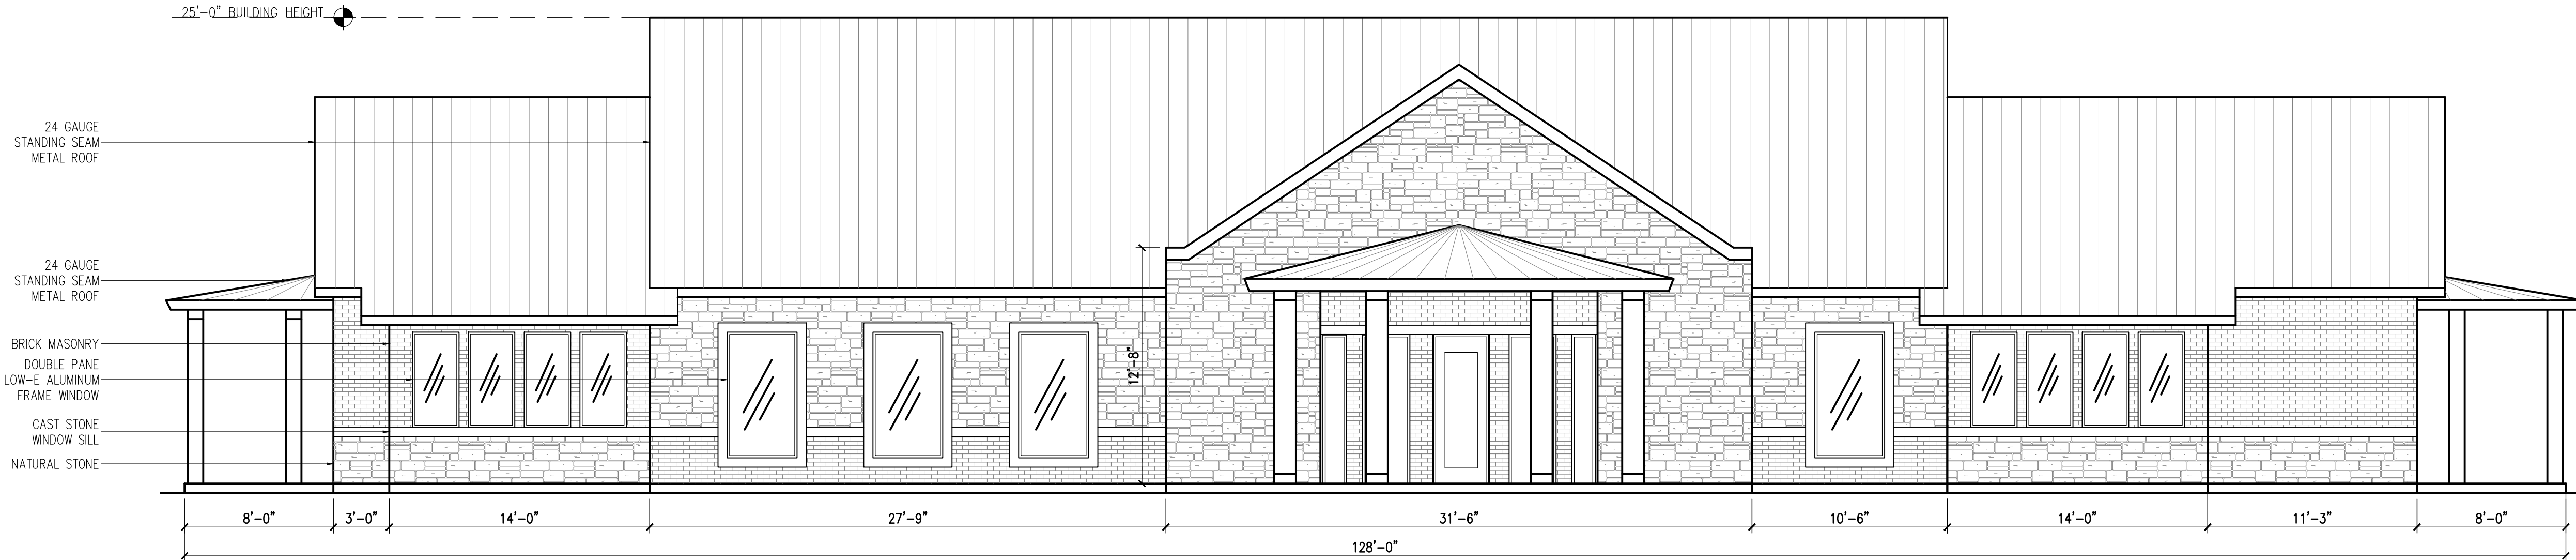 25'-0" BUILDING HEIGHT
24 GAUGE
STANDING SEAM
METAL ROOF
24 GAUGE
STANDING SEAM
METAL ROOF
BRICK MASONRY
DOUBLE PANE
LOW-E ALUMINUM
FRAME WINDOW
CAST STONE
WINDOW SILL
NATURAL STONE
12'-8"
8'-0" 3'-0" 14'-0" 27'-9" 31'-6" 10'-6" 14'-0" 11'-3" 8'-0"
128'-0"